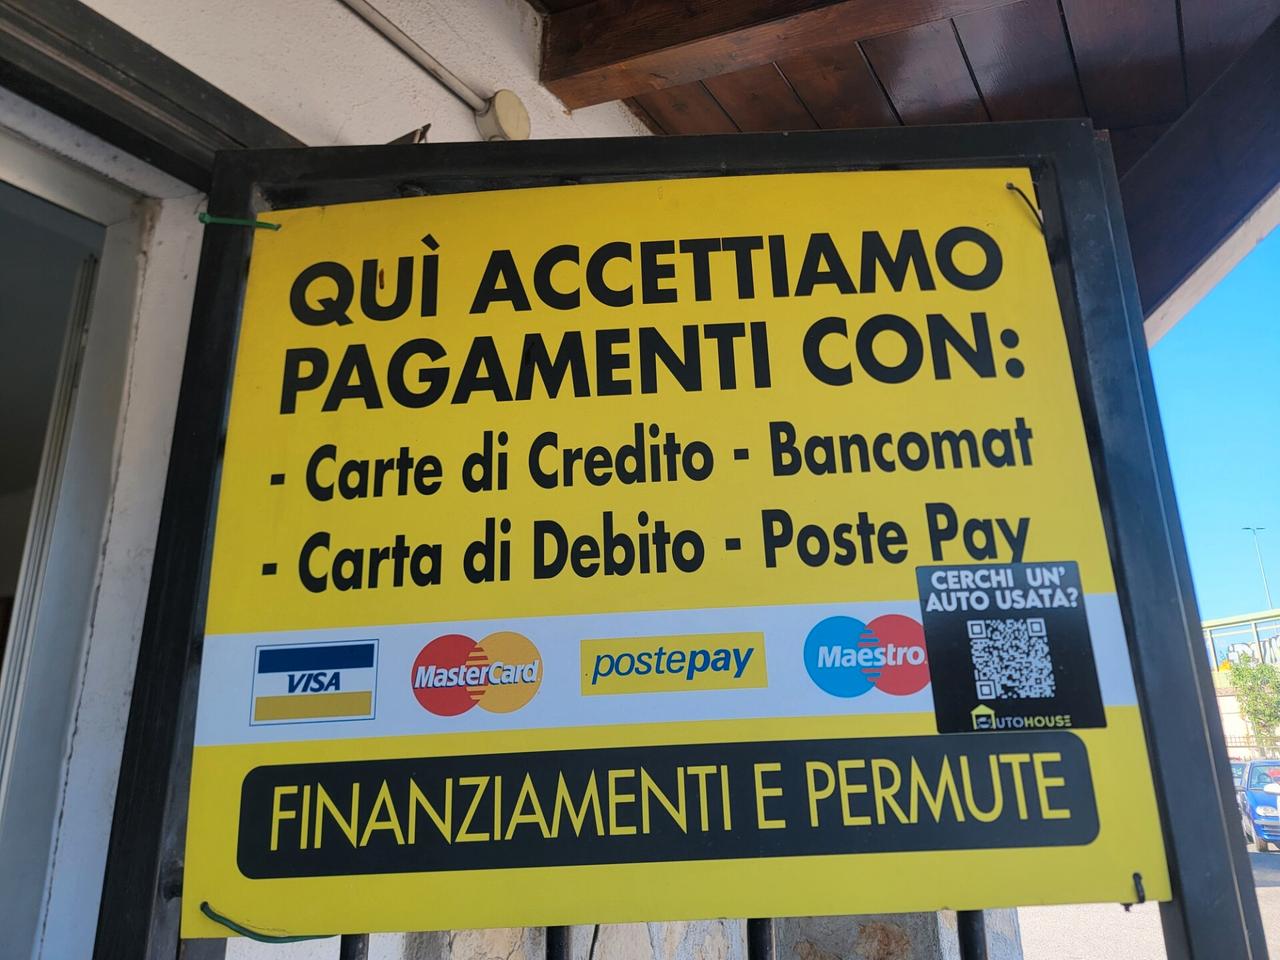 QUÌ ACCETTIAMO
PAGAMENTI CON:
- Carte di Credito - Bancomat
- Carta di Debito - Poste Pay
CERCHI UN'
AUTO USATA?
VISA MasterCard postepay Maestro
AUTOHOUSE
FINANZIAMENTI E PERMUTE